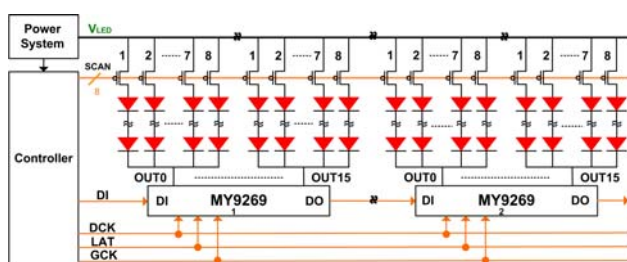 Power
System
VLED
1 2 ........ 7 8 1 2 ........ 7 8 1 2 ........ 7 8 1 2 ........ 7 8
SCAN
8
Controller
OUT0 OUT15 OUT0 OUT15
DI DI MY9269 DO DI MY9269 DO
1 2
DCK
LAT
GCK